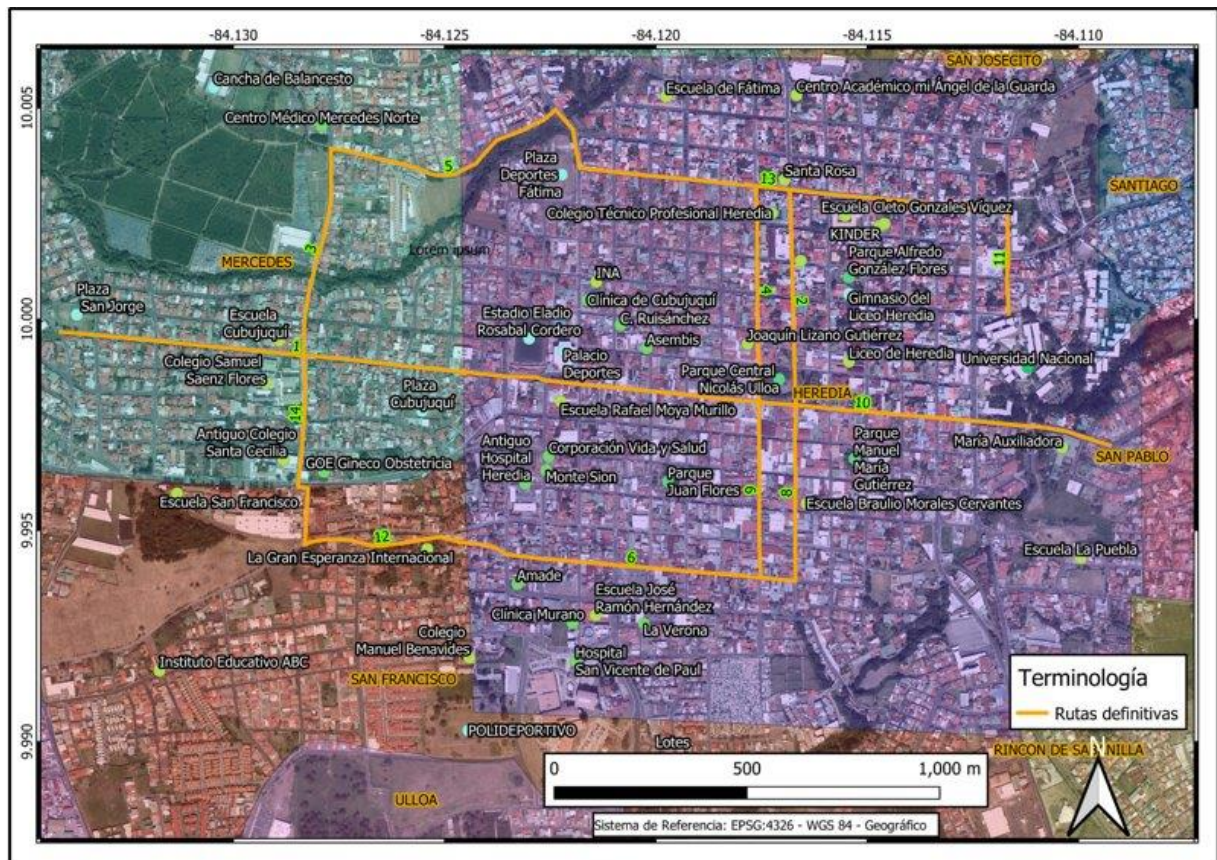 -84.130 -84.125 -84.120 -84.115 -84.110
SAN JOSECITO
Cancha de Balancesto
Escuela de Fátima
Centro Académico mi Ángel de la Guarda
10.005
Centro Médico Mercedes Norte
5
Plaza
Deportes
Fátima
13
Santa Rosa
SANTIAGO
Colegio Técnico Profesional Heredia
Escuela Cleto Gonzales Víquez
KINDER
Lorem ipsum
3
MERCEDES
Parque Alfredo
González Flores
11
INA
Plaza
San Jorge
10.000
Clínica de Cubujuquí
4
2
Gimnasio del
Liceo Heredia
Escuela
Cubujuquí
Estadio Eladio
Rosabal Cordero
C. Ruisánchez
Asembis
Joaquín Lizano Gutiérrez
1
Palacio
Deportes
Liceo de Heredia
Universidad Nacional
Colegio Samuel
Saenz Flores
Plaza
Cubujuquí
Parque Central
Nicolás Ulloa
HEREDIA
10
14
Escuela Rafael Moya Murillo
Antiguo Colegio
Santa Cecilia
Antiguo
Hospital
Heredia
Corporación Vida y Salud
Parque
Manuel
María
Gutiérrez
María Auxiliadora
SAN PABLO
GOE Gineco Obstetricia
Monte Sion
Parque
Juan Flores
9
8
Escuela San Francisco
Escuela Braulio Morales Cervantes
9.995
12
La Gran Esperanza Internacional
6
Escuela La Puebla
Amade
Escuela José
Ramón Hernández
Clínica Murano
La Verona
Colegio
Manuel Benavides
Hospital
San Vicente de Paul
Instituto Educativo ABC
SAN FRANCISCO
Terminología
Rutas definitivas
9.990
POLIDEPORTIVO
Lotes
N
ULLOA
0 500 1,000 m
Sistema de Referencia: EPSG:4326 - WGS 84 - Geográfico